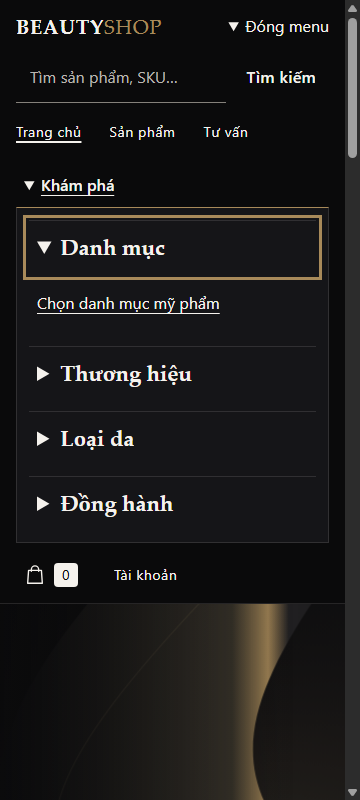 BEAUTYSHOP
▼ Đóng menu
Tìm sản phẩm, SKU...
Tìm kiếm
Trang chủ
Sản phẩm
Tư vấn
▼ Khám phá
▼ Danh mục
Chọn danh mục mỹ phẩm
▶ Thương hiệu
▶ Loại da
▶ Đồng hành
0
Tài khoản